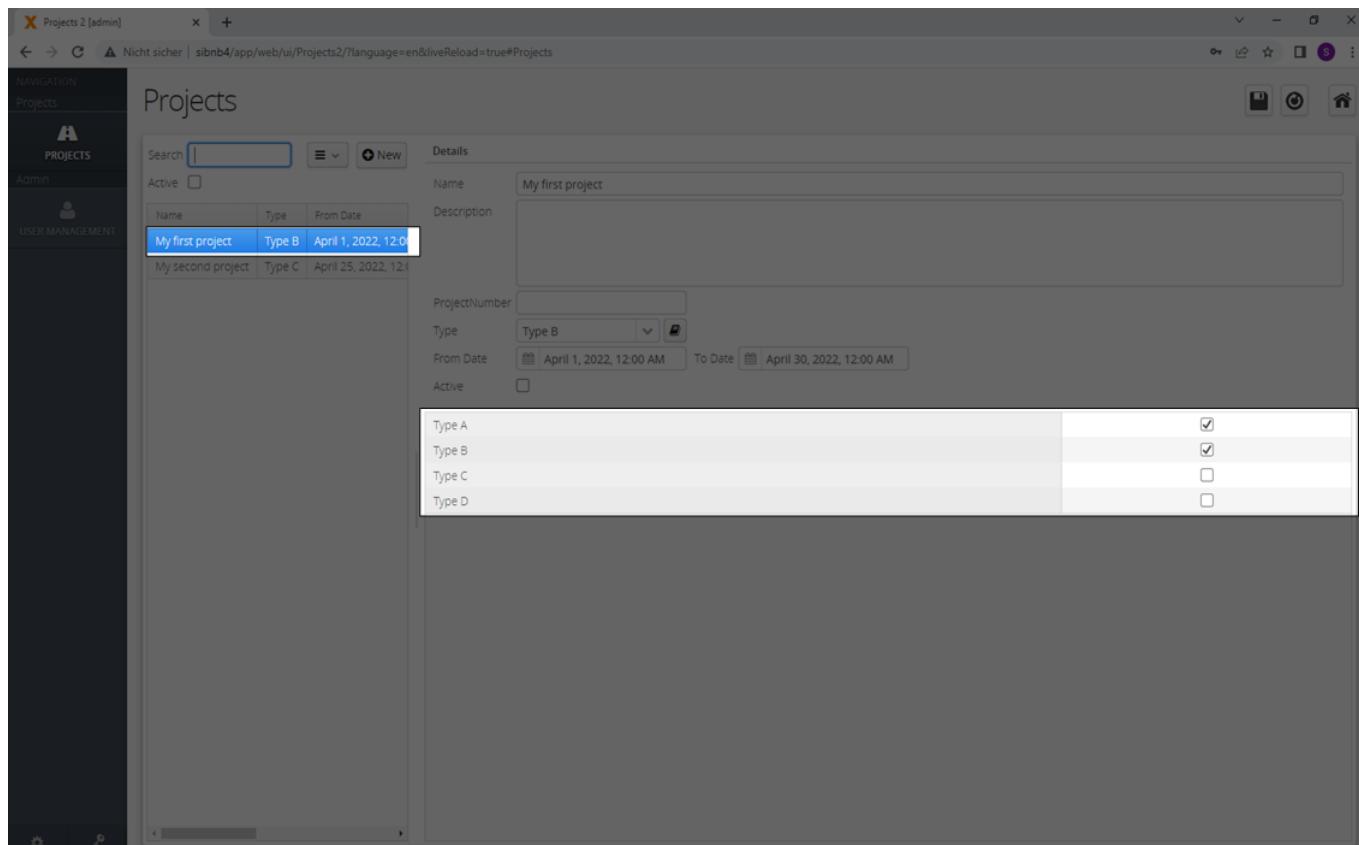 Projects 2 [admin]
Nicht sicher | sibnb4/app/web/ui/Projects2/?language=en&liveReload=true#Projects
S
NAVIGATION
Projects
PROJECTS
Admin
USER MANAGEMENT
Projects
Search
New
Active
Name Type From Date
My first project Type B April 1, 2022, 12:00
My second project Type C April 25, 2022, 12:0
Details
Name My first project
Description
ProjectNumber
Type Type B
From Date April 1, 2022, 12:00 AM To Date April 30, 2022, 12:00 AM
Active
Type A
Type B
Type C
Type D